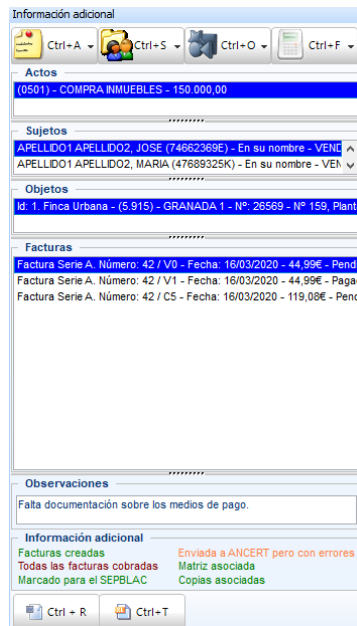 Información adicional
Ctrl+A
Ctrl+S
Ctrl+O
Ctrl+F
Actos
(0501) - COMPRA INMUEBLES - 150.000,00
Sujetos
APELLIDO1 APELLIDO2, JOSE (74662369E) - En su nombre - VEND
APELLIDO1 APELLIDO2, MARIA (47689325K) - En su nombre - VEN
Objetos
Id: 1. Finca Urbana - (5.915) - GRANADA 1 - Nº: 26569 - Nº 159, Plant
Facturas
Factura Serie A. Número: 42 / V0 - Fecha: 16/03/2020 - 44,99€ - Pend
Factura Serie A. Número: 42 / V1 - Fecha: 16/03/2020 - 44,99€ - Paga
Factura Serie A. Número: 42 / C5 - Fecha: 16/03/2020 - 119,08€ - Pend
Observaciones
Falta documentación sobre los medios de pago.
Información adicional
Facturas creadas Enviada a ANCERT pero con errores
Todas las facturas cobradas Matriz asociada
Marcado para el SEPBLAC Copias asociadas
Ctrl + R
Ctrl+T